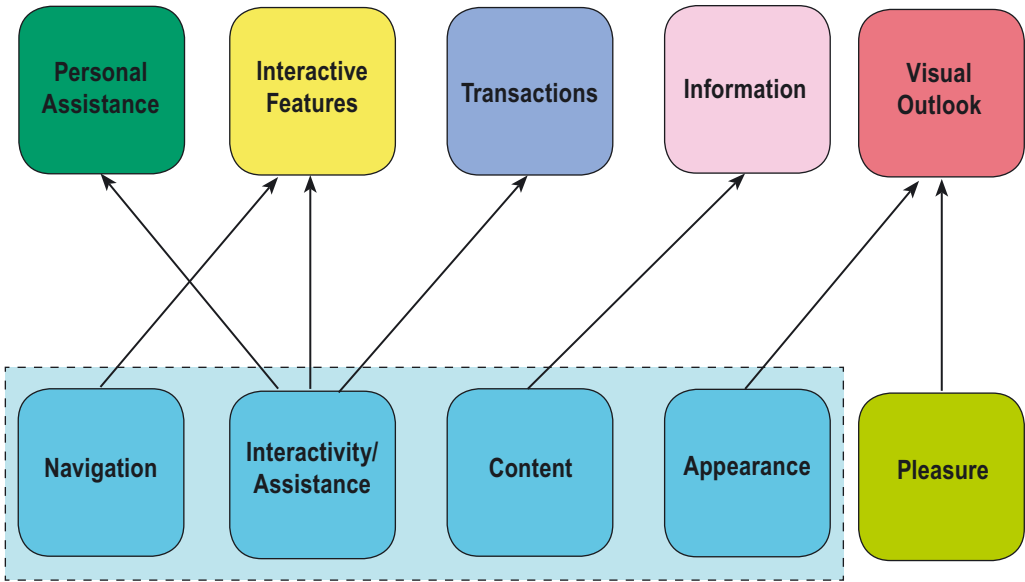 Personal
Assistance
Interactive
Features
Transactions
Information
Visual
Outlook
Navigation
Interactivity/
Assistance
Content
Appearance
Pleasure